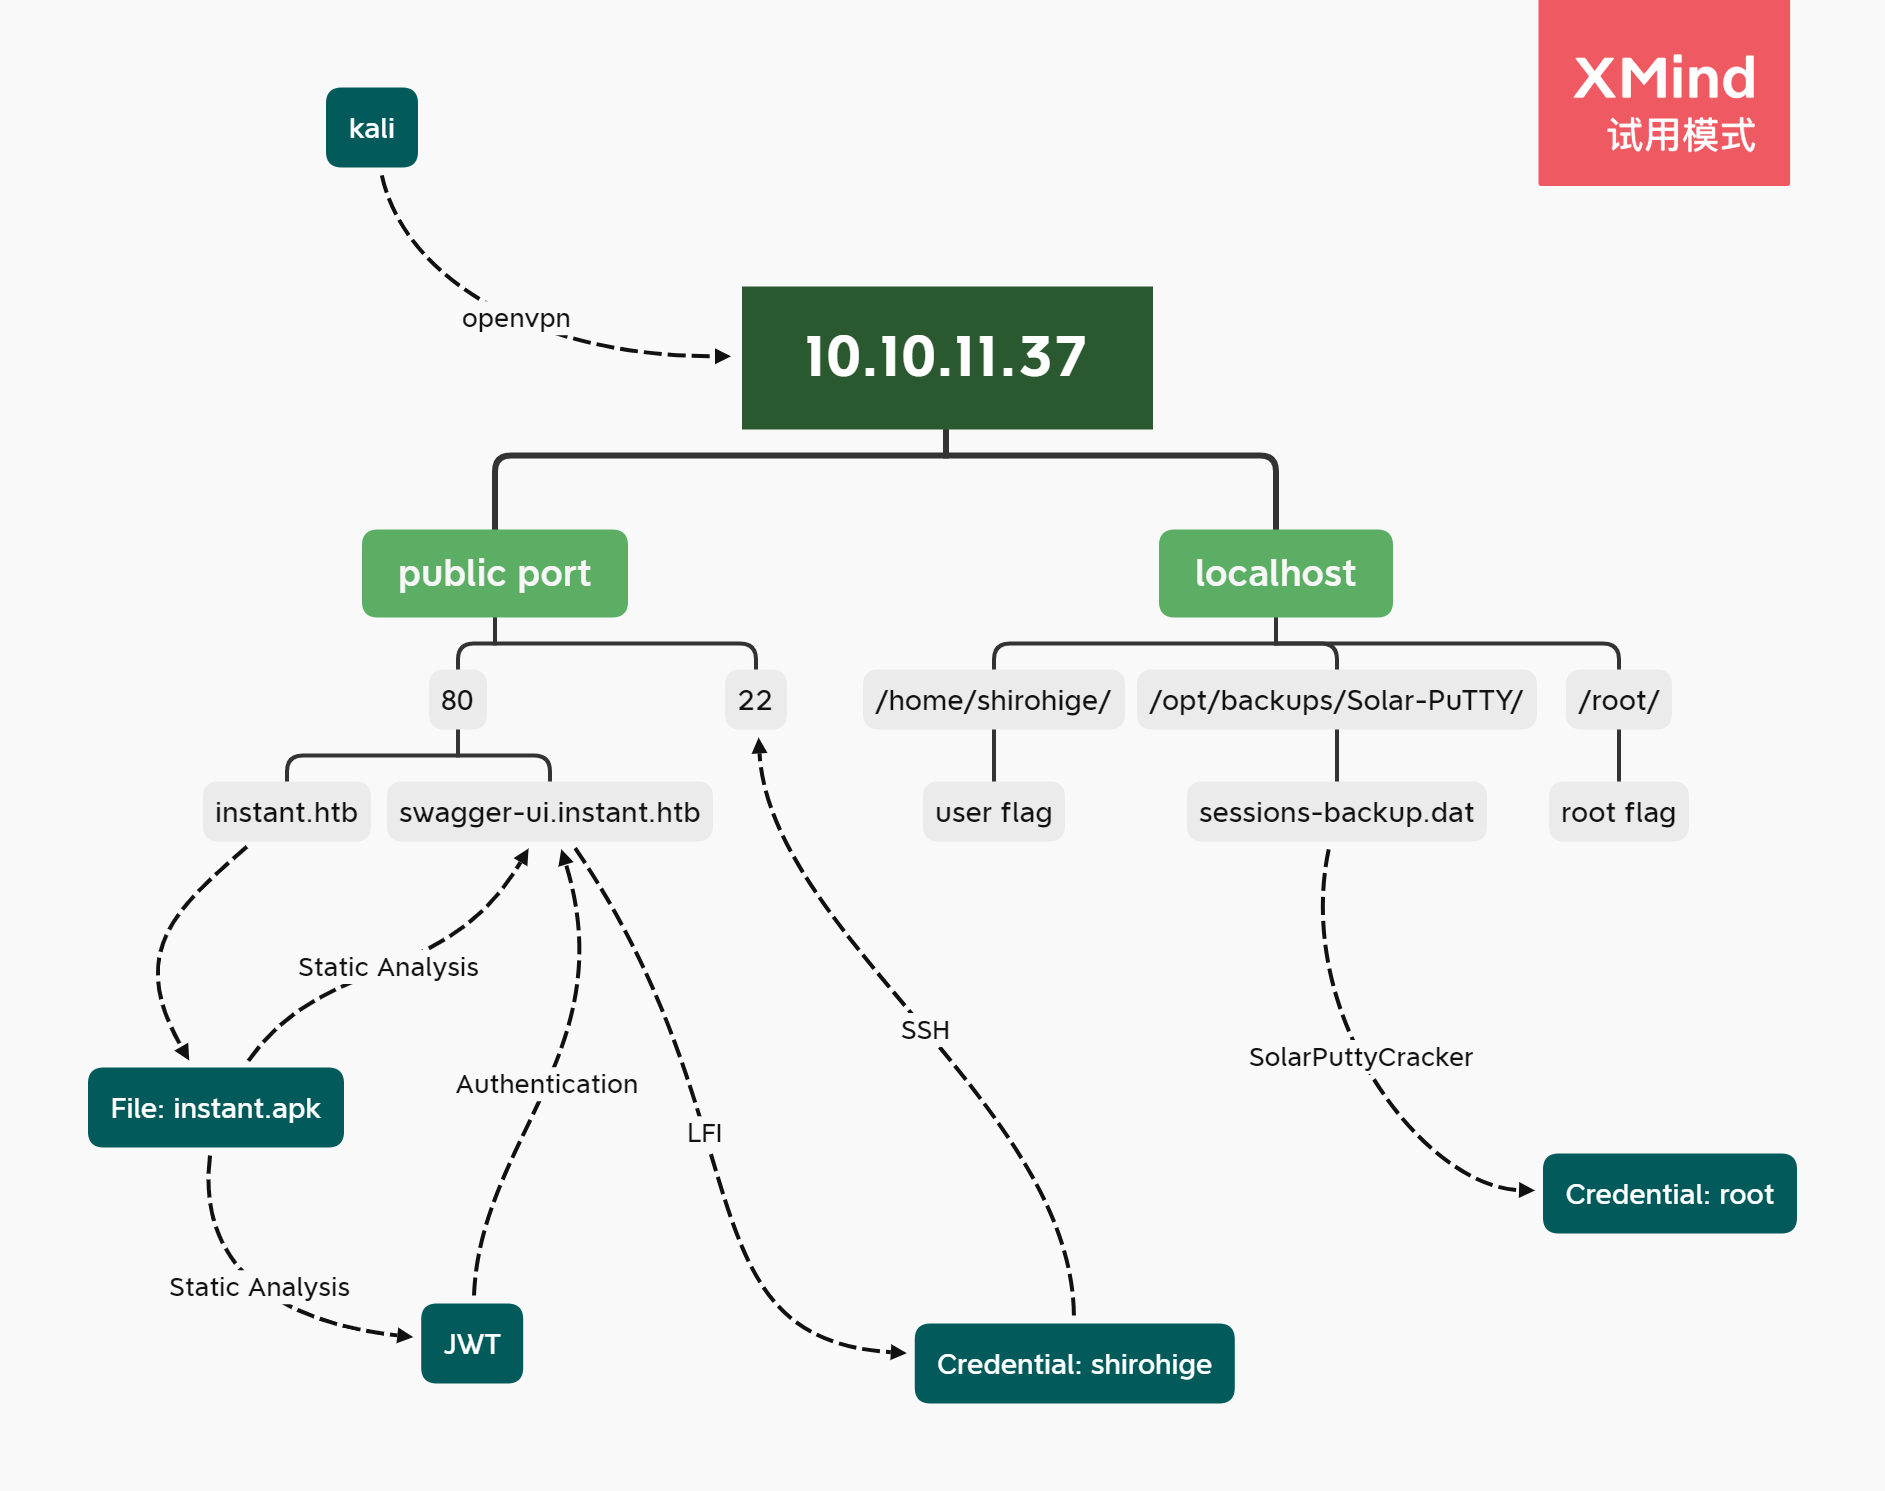 XMind
试用模式
kali
openvpn
10.10.11.37
public port
localhost
80
22
/home/shirohige/
/opt/backups/Solar-PuTTY/
/root/
instant.htb
swagger-ui.instant.htb
user flag
sessions-backup.dat
root flag
Static Analysis
SSH
SolarPuttyCracker
Authentication
File: instant.apk
LFI
Credential: root
Static Analysis
JWT
Credential: shirohige